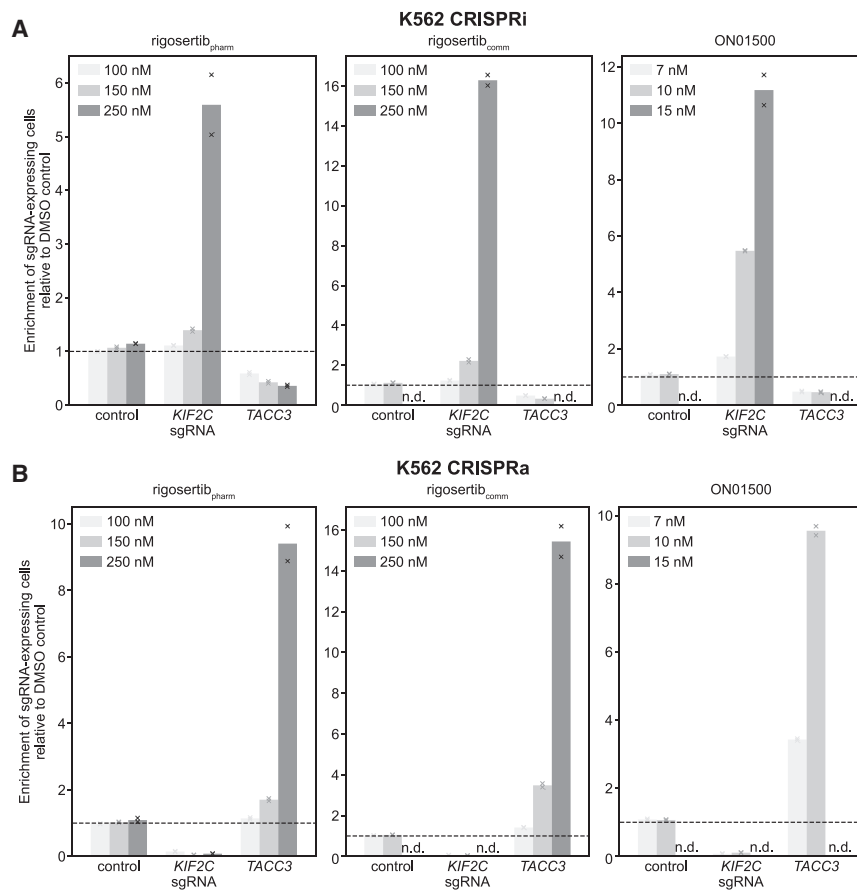 A
K562 CRISPRi
rigosertib_pharm
rigosertib_comm
ON01500
Enrichment of sgRNA-expressing cells
relative to DMSO control
6
5
4
3
2
1
0
100 nM
150 nM
250 nM
control
KIF2C
TACC3
sgRNA
16
14
12
10
8
6
4
2
0
100 nM
150 nM
250 nM
n.d.
n.d.
control
KIF2C
TACC3
sgRNA
12
10
8
6
4
2
0
7 nM
10 nM
15 nM
n.d.
n.d.
control
KIF2C
TACC3
sgRNA
B
K562 CRISPRa
rigosertib_pharm
rigosertib_comm
ON01500
Enrichment of sgRNA-expressing cells
relative to DMSO control
10
8
6
4
2
0
100 nM
150 nM
250 nM
control
KIF2C
TACC3
sgRNA
16
14
12
10
8
6
4
2
0
100 nM
150 nM
250 nM
n.d.
n.d.
control
KIF2C
TACC3
sgRNA
10
8
6
4
2
0
7 nM
10 nM
15 nM
n.d.
n.d.
n.d.
control
KIF2C
TACC3
sgRNA